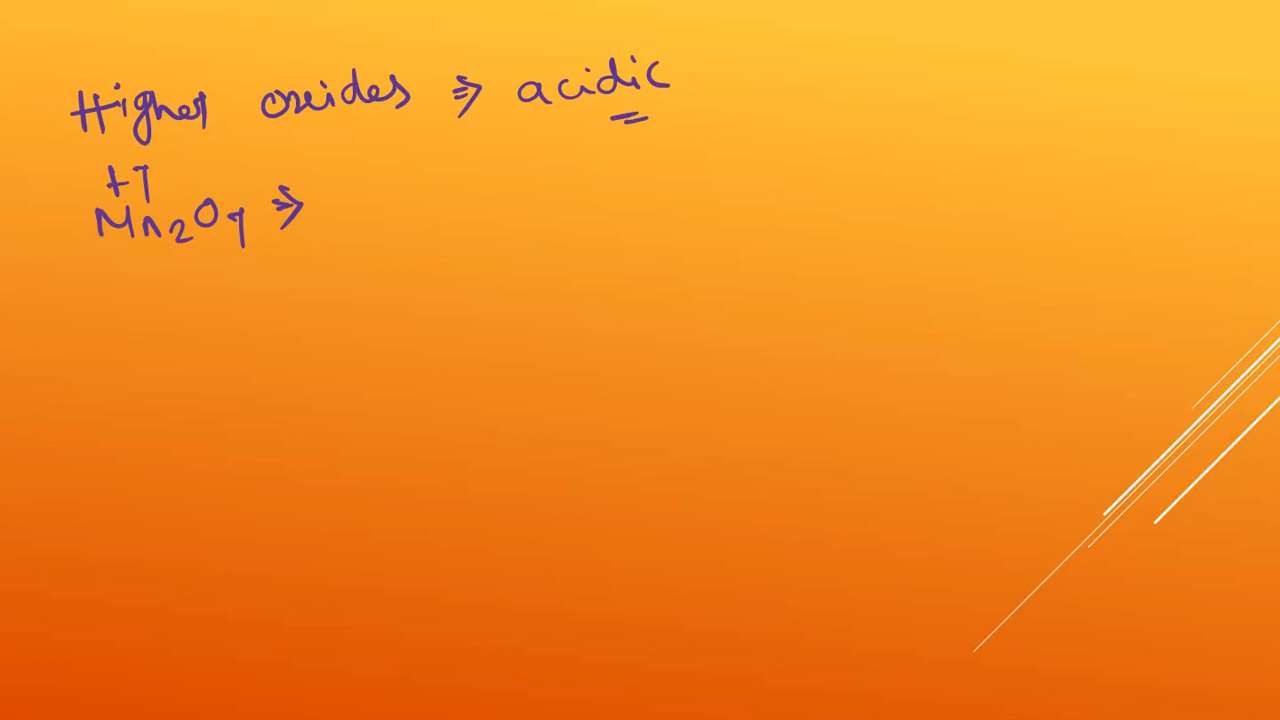 Higher oxides ⇒ acidic
+7
Mn2O7 ⇒